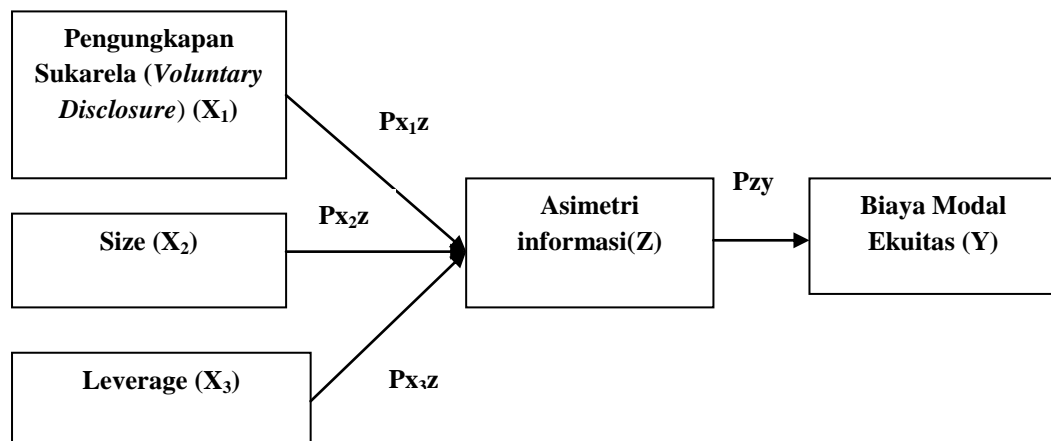 Pengungkapan
Sukarela (Voluntary
Disclosure) (X₁)
Px₁z
Size (X₂)
Px₂z
Leverage (X₃)
Px₃z
Asimetri
informasi(Z)
Pzy
Biaya Modal
Ekuitas (Y)